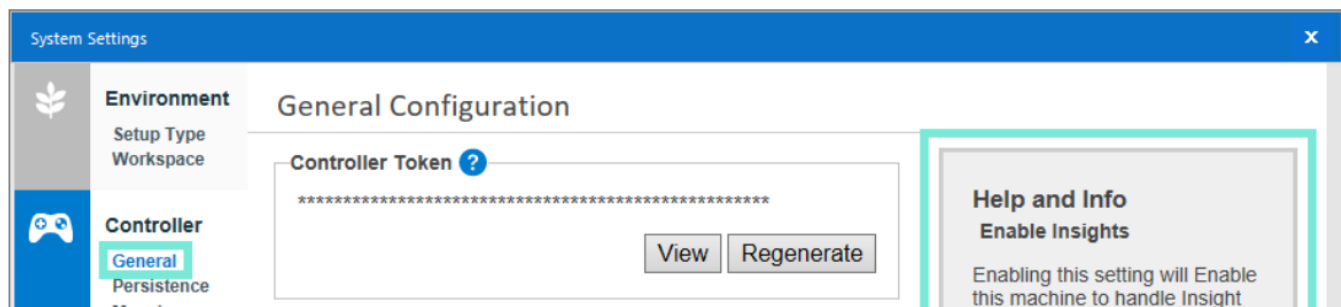 System Settings
x
Environment
Setup Type
Workspace
Controller
General
Persistence
General Configuration
Controller Token ?
****************************************************
View Regenerate
Help and Info
Enable Insights
Enabling this setting will Enable
this machine to handle Insight